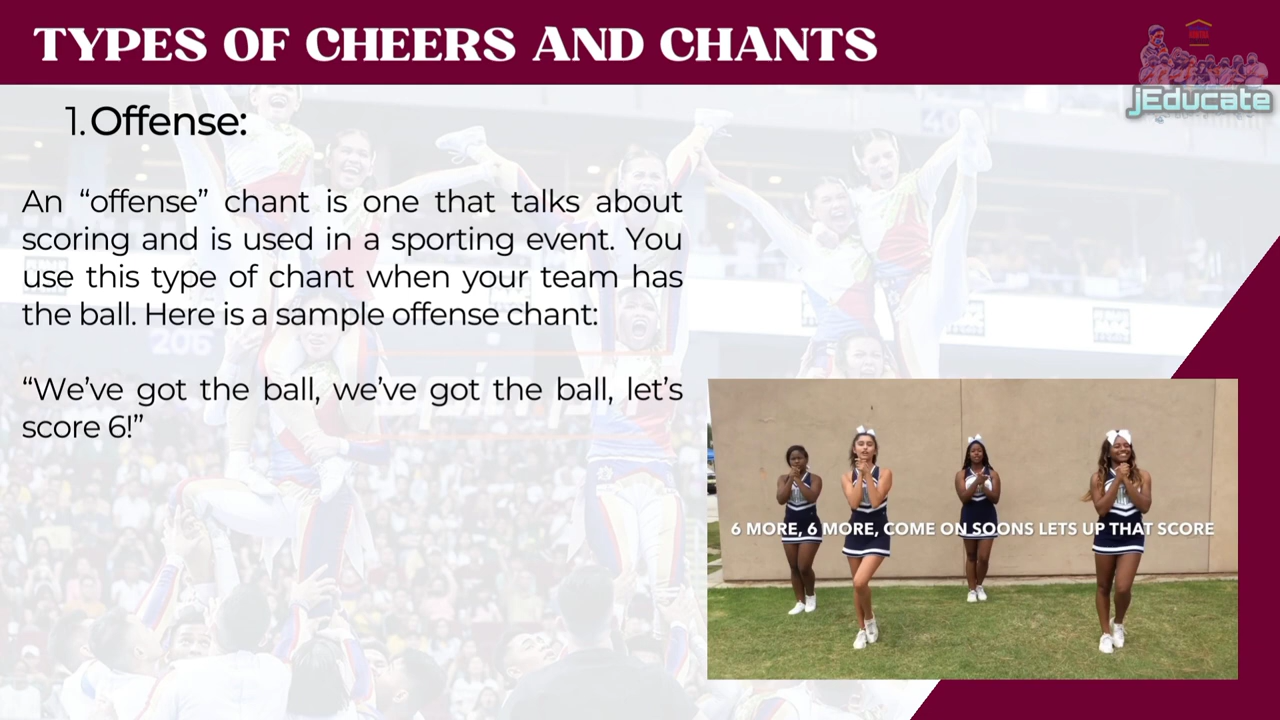 TYPES OF CHEERS AND CHANTS
jEducate
1. Offense:
An “offense” chant is one that talks about
scoring and is used in a sporting event. You
use this type of chant when your team has
the ball. Here is a sample offense chant:
“We’ve got the ball, we’ve got the ball, let’s
score 6!”
206
6 MORE, 6 MORE, COME ON SOONS LETS UP THAT SCORE